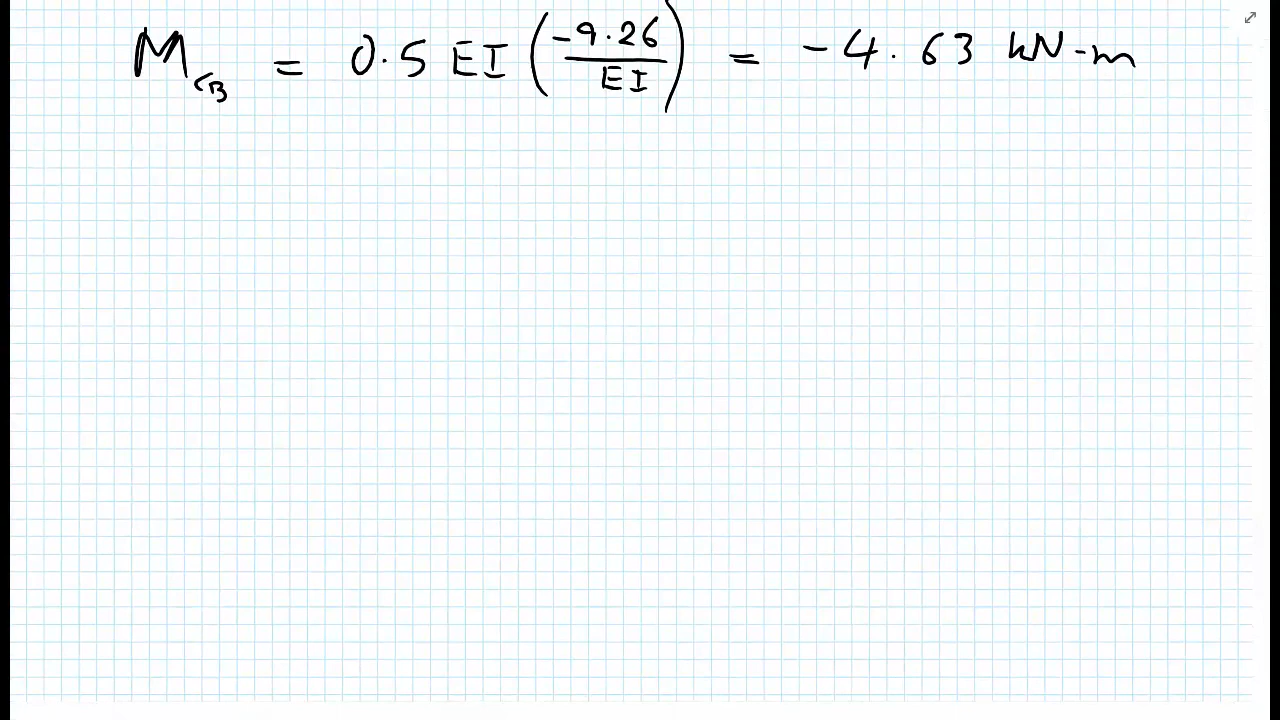 M_CB = 0.5 EI (-9.26 / EI) = -4.63 kN-m